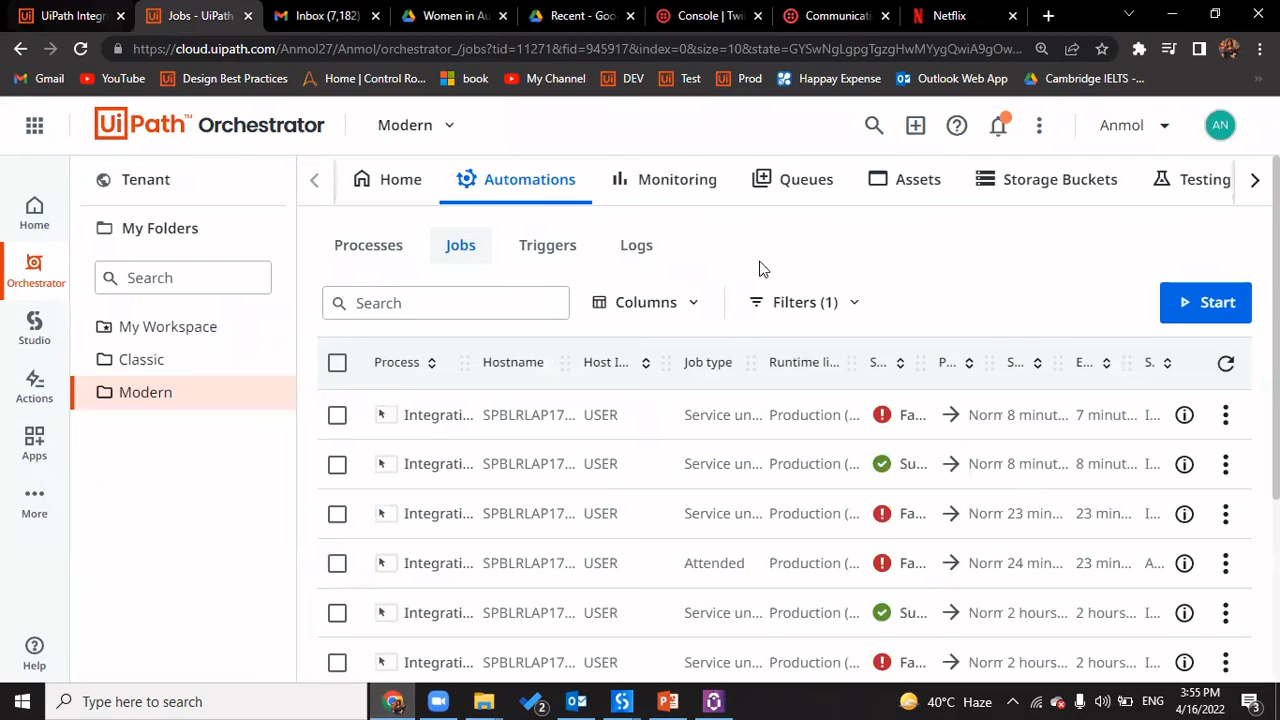 UiPath Integr
Jobs - UiPath
Inbox (7,182)
Women in Au
Recent - Goo
Console | Twi
Communicati
Netflix
https://cloud.uipath.com/Anmol27/Anmol/orchestrator_/jobs?tid=11271&fid=945917&index=0&size=10&state=GYSwNgLgpgTgzgHwMYygQwiA9gOw...
Gmail
YouTube
Design Best Practices
Home | Control Ro...
book
My Channel
DEV
Test
Prod
Happay Expense
Outlook Web App
Cambridge IELTS -...
UiPath™ Orchestrator
Modern
Anmol
AN
Home
Orchestrator
Studio
Actions
Apps
More
Help
Tenant
My Folders
Search
My Workspace
Classic
Modern
Home
Automations
Monitoring
Queues
Assets
Storage Buckets
Testing
Processes
Jobs
Triggers
Logs
Search
Columns
Filters (1)
Start
Process Hostname Host I... Job type Runtime li... S... P... S... E... S.
Integrati... SPBLRLAP17... USER Service un... Production (... Fa... Norm 8 minut... 7 minut... I...
Integrati... SPBLRLAP17... USER Service un... Production (... Su... Norm 8 minut... 8 minut... I...
Integrati... SPBLRLAP17... USER Service un... Production (... Fa... Norm 23 min... 23 min... I...
Integrati... SPBLRLAP17... USER Attended Production (... Fa... Norm 24 min... 23 min... A...
Integrati... SPBLRLAP17... USER Service un... Production (... Su... Norm 2 hours... 2 hours... I...
Integrati... SPBLRLAP17... USER Service un... Production (... Fa... Norm 2 hours... 2 hours... I...
Type here to search
2
40°C Haze
ENG
3:55 PM
4/16/2022
3